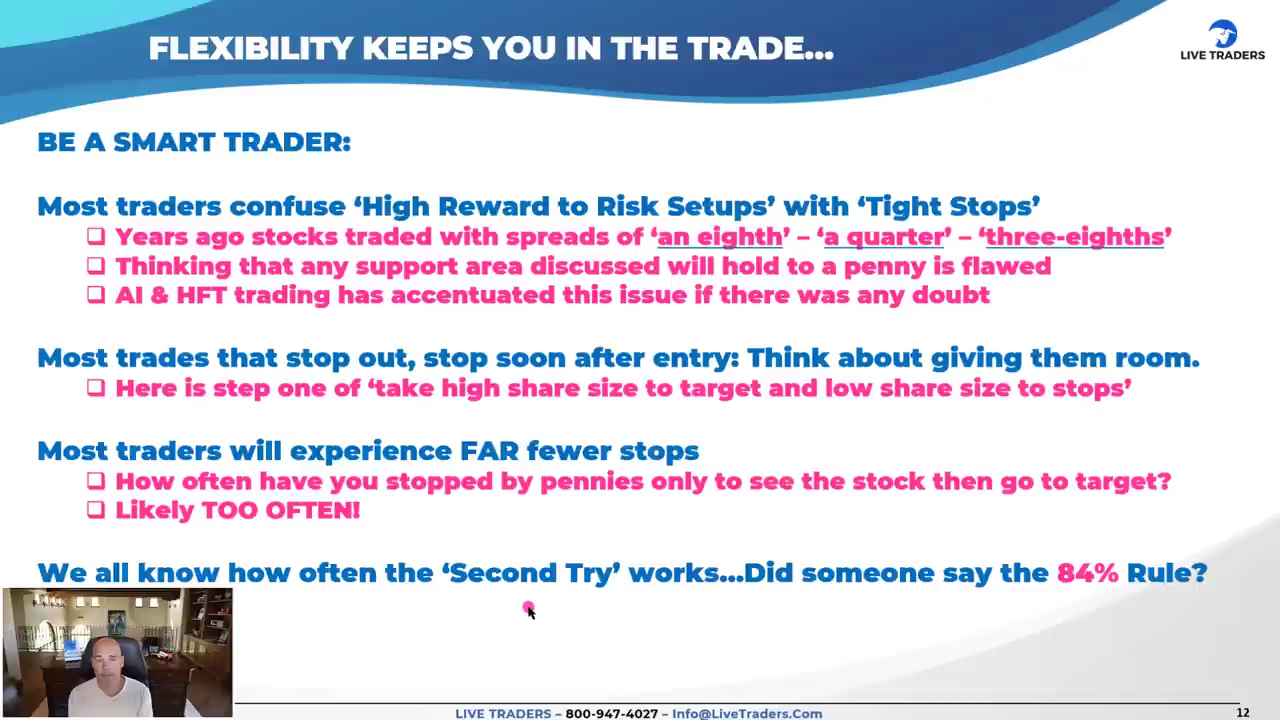 FLEXIBILITY KEEPS YOU IN THE TRADE...
LIVE TRADERS
BE A SMART TRADER:
Most traders confuse ‘High Reward to Risk Setups’ with ‘Tight Stops’
Years ago stocks traded with spreads of ‘an eighth’ – ‘a quarter’ – ‘three-eighths’
Thinking that any support area discussed will hold to a penny is flawed
AI & HFT trading has accentuated this issue if there was any doubt
Most trades that stop out, stop soon after entry: Think about giving them room.
Here is step one of ‘take high share size to target and low share size to stops’
Most traders will experience FAR fewer stops
How often have you stopped by pennies only to see the stock then go to target?
Likely TOO OFTEN!
We all know how often the ‘Second Try’ works...Did someone say the 84% Rule?
LIVE TRADERS – 800-947-4027 – Info@LiveTraders.Com
12